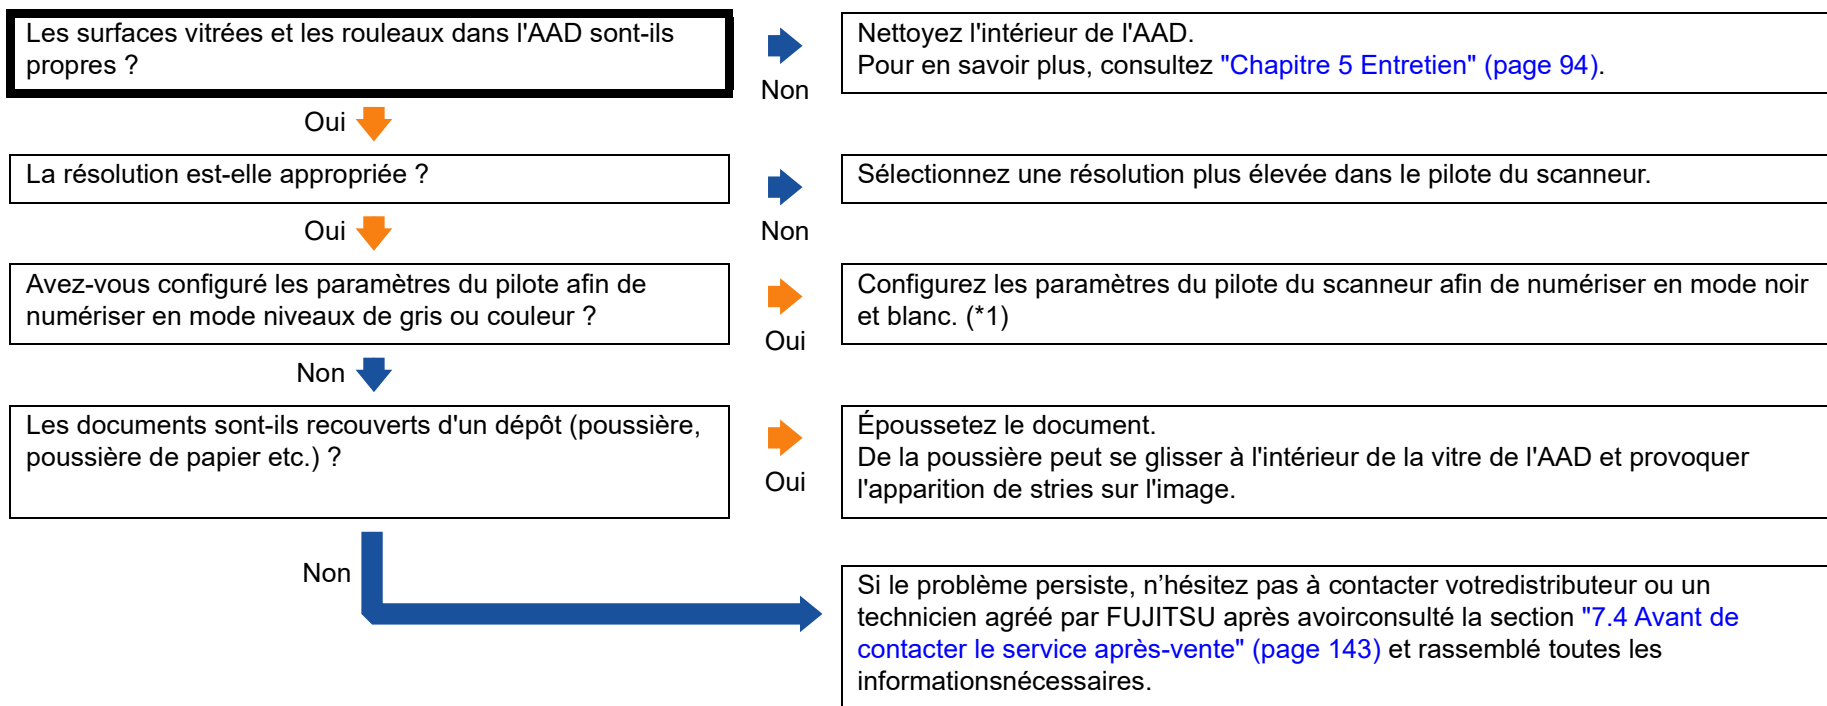 Les surfaces vitrées et les rouleaux dans l'AAD sont-ils
propres ?
Non
Nettoyez l'intérieur de l'AAD.
Pour en savoir plus, consultez "Chapitre 5 Entretien" (page 94).
Oui
La résolution est-elle appropriée ?
Non
Sélectionnez une résolution plus élevée dans le pilote du scanneur.
Oui
Avez-vous configuré les paramètres du pilote afin de
numériser en mode niveaux de gris ou couleur ?
Oui
Configurez les paramètres du pilote du scanneur afin de numériser en mode noir
et blanc. (*1)
Non
Les documents sont-ils recouverts d'un dépôt (poussière,
poussière de papier etc.) ?
Oui
Époussetez le document.
De la poussière peut se glisser à l'intérieur de la vitre de l'AAD et provoquer
l'apparition de stries sur l'image.
Non
Si le problème persiste, n’hésitez pas à contacter votredistributeur ou un
technicien agréé par FUJITSU après avoirconsulté la section "7.4 Avant de
contacter le service après-vente" (page 143) et rassemblé toutes les
informationsnécessaires.